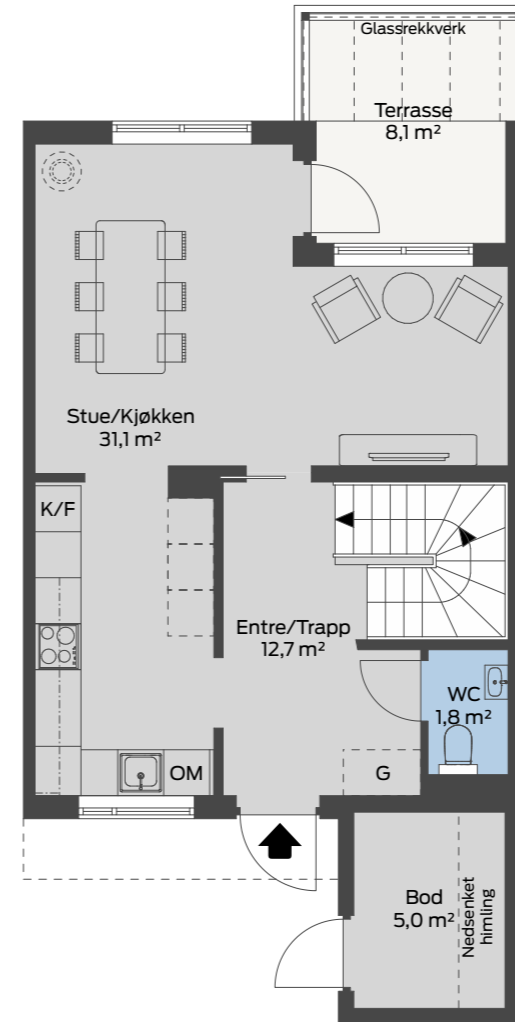 Glassrekkverk
Terrasse
8,1 m²
Stue/Kjøkken
31,1 m²
K/F
Entre/Trapp
12,7 m²
WC
1,8 m²
OM
G
Bod
5,0 m²
Nedsenket
himling